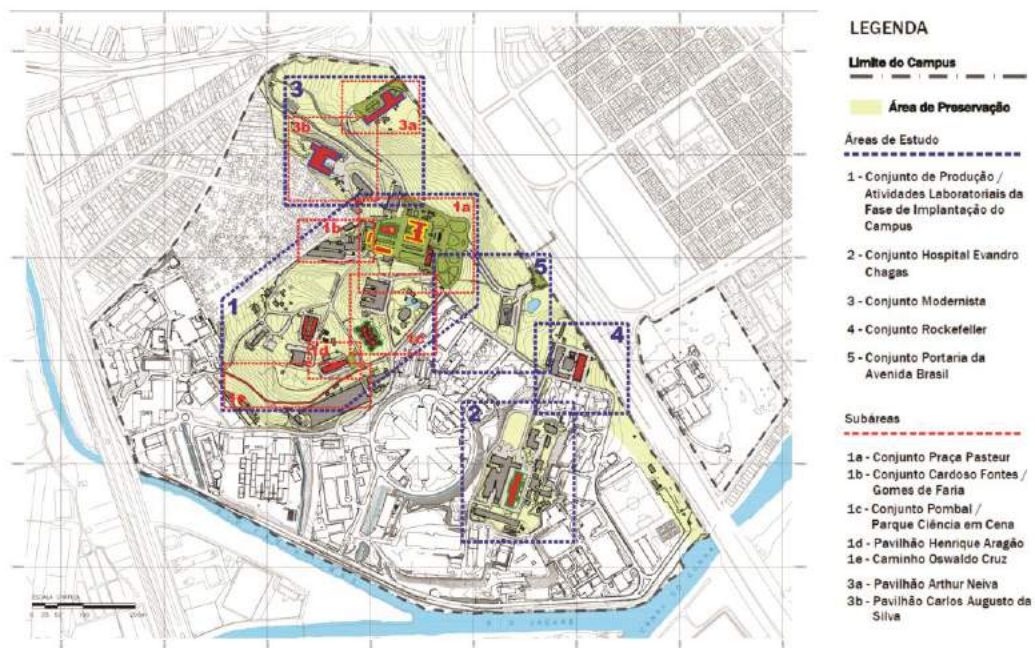 LEGENDA
Limite do Campus
Área de Preservação
Áreas de Estudo
1 - Conjunto de Produção /
Atividades Laboratoriais da
Fase de Implantação do
Campus
2 - Conjunto Hospital Evandro
Chagas
3 - Conjunto Modernista
4 - Conjunto Rockefeller
5 - Conjunto Portaria da
Avenida Brasil
Subáreas
1a - Conjunto Praça Pasteur
1b - Conjunto Cardoso Fontes /
Gomes de Faria
1c - Conjunto Pombal /
Parque Ciência em Cena
1d - Pavilhão Henrique Aragão
1e - Caminho Oswaldo Cruz
3a - Pavilhão Arthur Neiva
3b - Pavilhão Carlos Augusto da
Silva
3
3a
3b
1a
1b
5
1
4
1c
1d
1e
2
ESCALA GRÁFICA